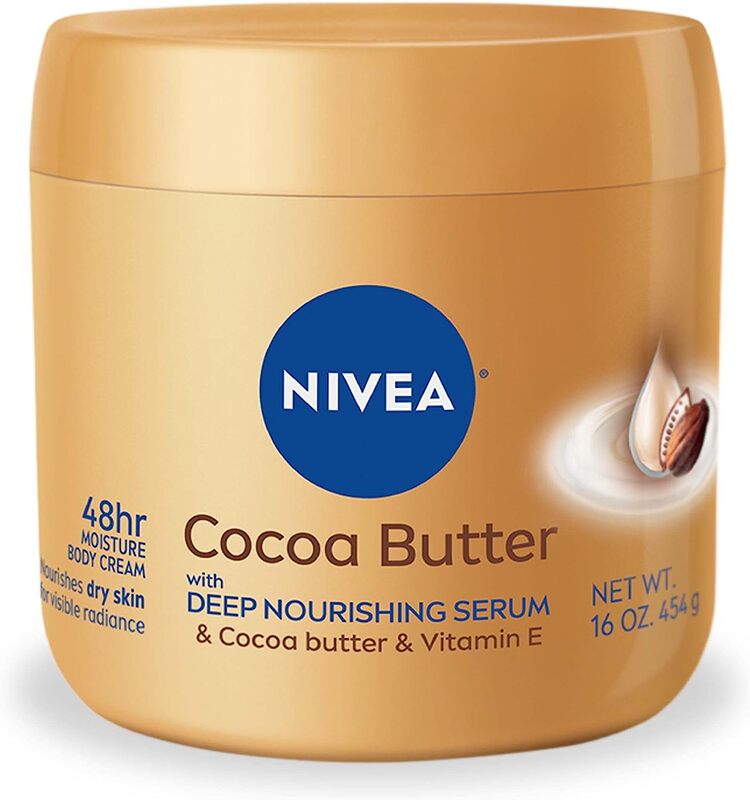 NIVEA®
48hr
MOISTURE
BODY CREAM
Nourishes dry skin
for visible radiance
Cocoa Butter
with
DEEP NOURISHING SERUM
& Cocoa butter & Vitamin E
NET WT.
16 OZ. 454 g